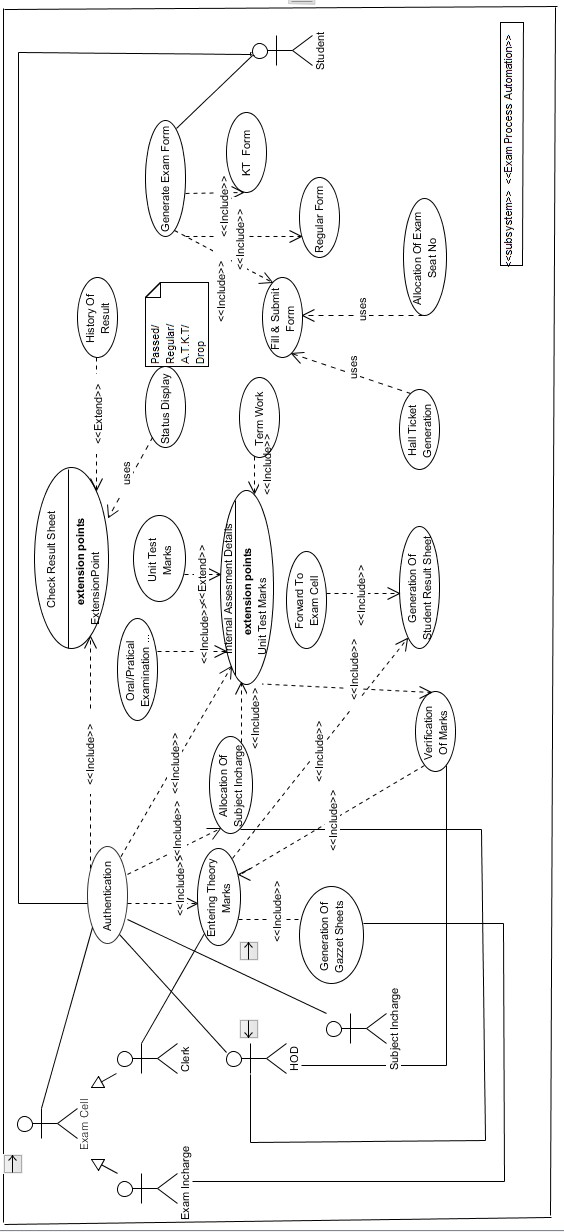 <<subsystem>> <<Exam Process Automation>>
Student
Generate Exam Form
KT Form
<<Include>>
<<Include>>
<<Include>>
Regular Form
Allocation Of Exam
Seat No
History Of
Result
Passed/
Regular/
A.T.K.T/
Drop
Fill & Submit
Form
uses
uses
<<Extend>>
Status Display
uses
Term Work
<<Include>>
Hall Ticket
Generation
Check Result Sheet
extension points
ExtensionPoint
Unit Test
Marks
<<Extend>>
Internal Assesment Details
extension points
Unit Test Marks
Forward To
Exam Cell
<<Include>>
Generation Of
Student Result Sheet
Oral/Pratical
Examination ...
<<Include>>
<<Include>>
<<Include>>
<<Include>>
<<Include>>
<<Include>>
Allocation Of
Subject Incharge
Verification
Of Marks
<<Include>>
<<Include>>
<<Include>>
Authentication
<<Include>>
Entering Theory
Marks
<<Include>>
Generation Of
Gazzet Sheets
Clerk
HOD
Subject Incharge
Exam Cell
Exam Incharge